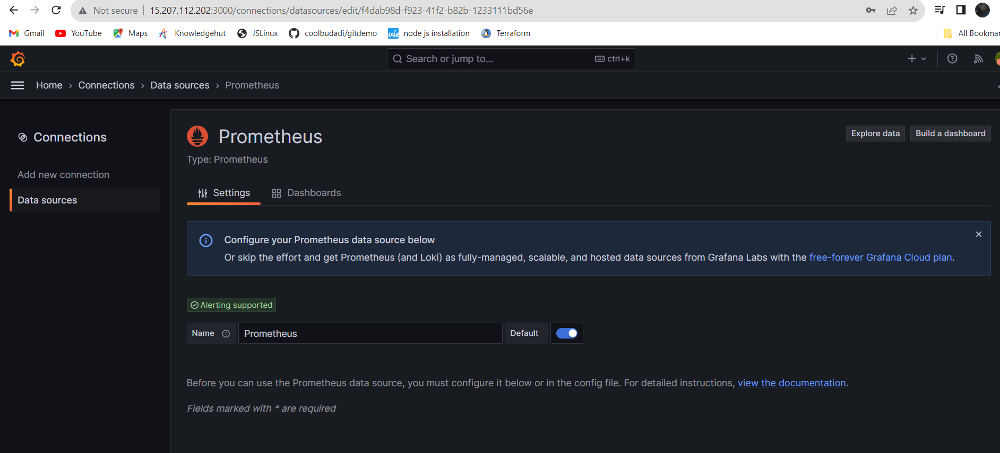 Not secure | 15.207.112.202:3000/connections/datasources/edit/f4dab98d-f923-41f2-b82b-1233111bd56e
Gmail YouTube Maps Knowledgehut JSLinux coolbudadi/gitdemo vie node js installation Terraform All Bookmar
Search or jump to... ctrl+k
Home › Connections › Data sources › Prometheus
Connections
Add new connection
Data sources
Prometheus
Explore data Build a dashboard
Type: Prometheus
Settings Dashboards
Configure your Prometheus data source below
Or skip the effort and get Prometheus (and Loki) as fully-managed, scalable, and hosted data sources from Grafana Labs with the free-forever Grafana Cloud plan.
Alerting supported
Name Prometheus Default
Before you can use the Prometheus data source, you must configure it below or in the config file. For detailed instructions, view the documentation.
Fields marked with * are required